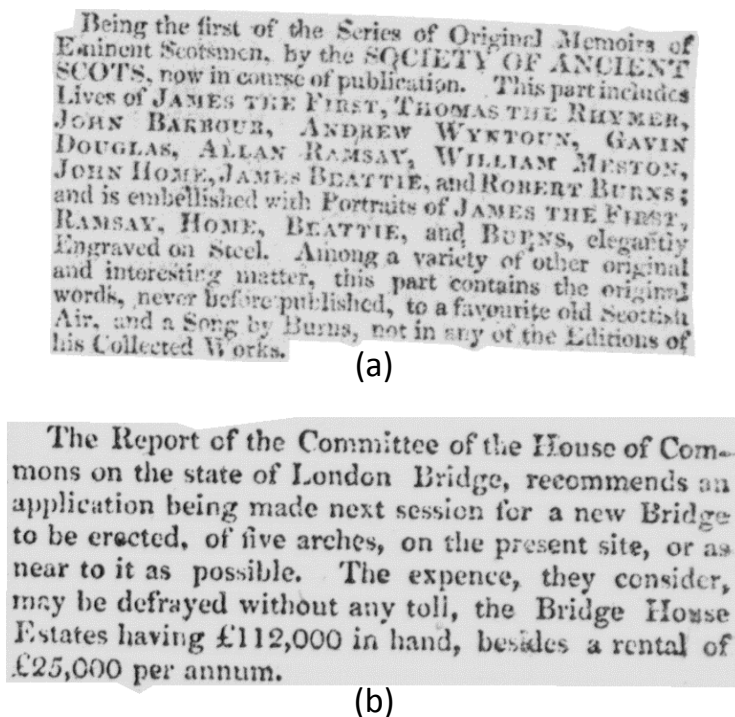 Being the first of the Series of Original Memoirs of
Eminent Scotsmen, by the SOCIETY OF ANCIENT
SCOTS, now in course of publication. This part includes
Lives of JAMES THE FIRST, THOMAS THE RHYMER,
JOHN BARBOUR, ANDREW WYNTOUN, GAVIN
DOUGLAS, ALLAN RAMSAY, WILLIAM MESTON,
JOHN HOME, JAMES BEATTIE, and ROBERT BURNS;
and is embellished with Portraits of JAMES THE FIRST,
RAMSAY, HOME, BEATTIE, and BURNS, elegantly
Engraved on Steel. Among a variety of other original
and interesting matter, this part contains the original
words, never before published, to a favourite old Scottish
Air, and a Song by Burns, not in any of the Editions of
his Collected Works.
(a)
The Report of the Committee of the House of Com-
mons on the state of London Bridge, recommends an
application being made next session for a new Bridge
to be erected, of five arches, on the present site, or as
near to it as possible. The expence, they consider,
may be defrayed without any toll, the Bridge House
Estates having £112,000 in hand, besides a rental of
£25,000 per annum.
(b)